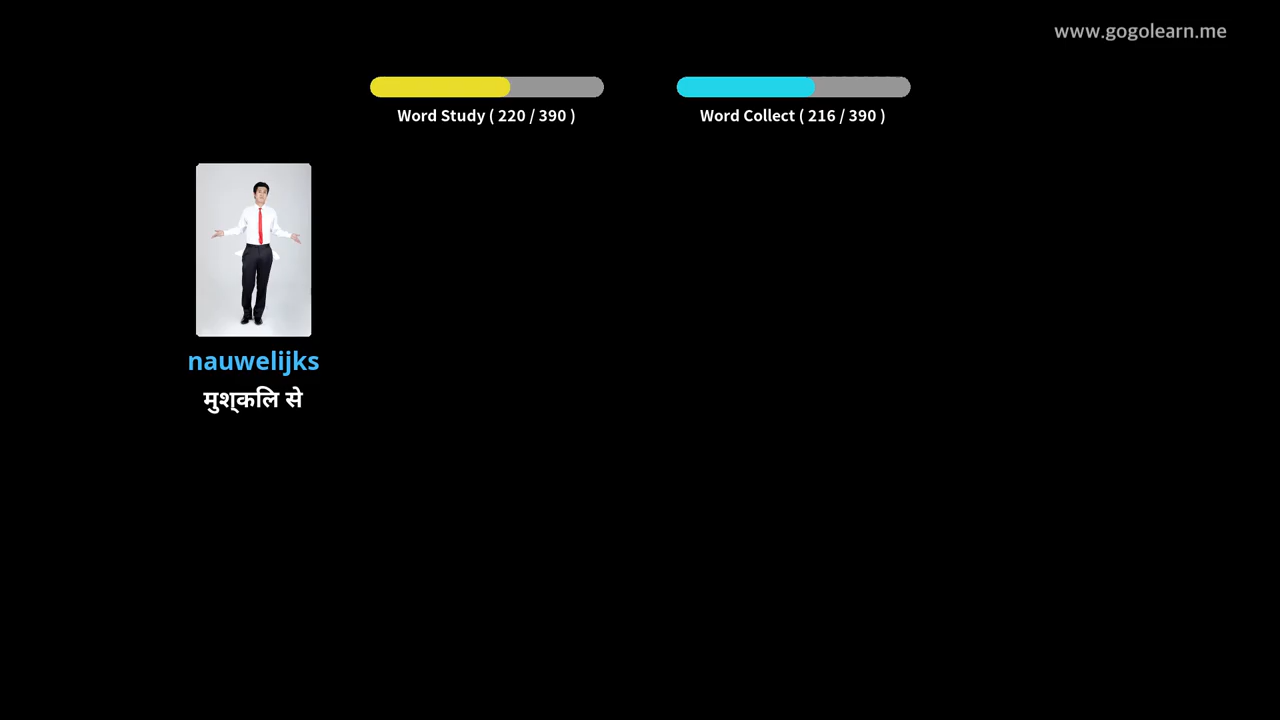 www.gogolearn.me
Word Study ( 220 / 390 )
Word Collect ( 216 / 390 )
nauwelijks
मुश्कलि से